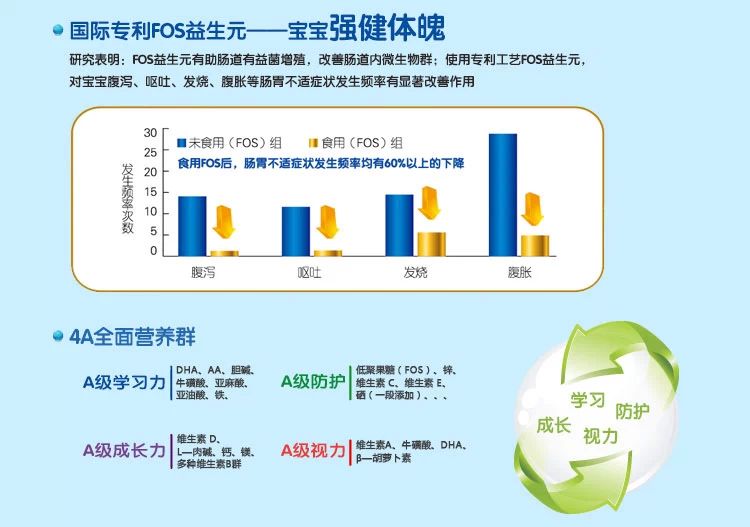 国际专利FOS益生元——宝宝强健体魄
研究表明：FOS益生元有助肠道有益菌增殖，改善肠道内微生物群；使用专利工艺FOS益生元，
对宝宝腹泻、呕吐、发烧、腹胀等肠胃不适症状发生频率有显著改善作用
发生频率次数
30
25
20
15
10
5
0
未食用（FOS）组
食用（FOS）组
食用FOS后，肠胃不适症状发生频率均有60%以上的下降
腹泻
呕吐
发烧
腹胀
4A全面营养群
A级学习力
DHA、AA、胆碱、
牛磺酸、亚麻酸、
亚油酸、铁、
A级防护
低聚果糖（FOS）、锌、
维生素 C、维生素 E、
硒（一段添加）、、、
A级成长力
维生素 D、
L—肉碱、钙、镁、
多种维生素B群
A级视力
维生素A、牛磺酸、DHA、
β—胡萝卜素
学习
防护
成长
视力